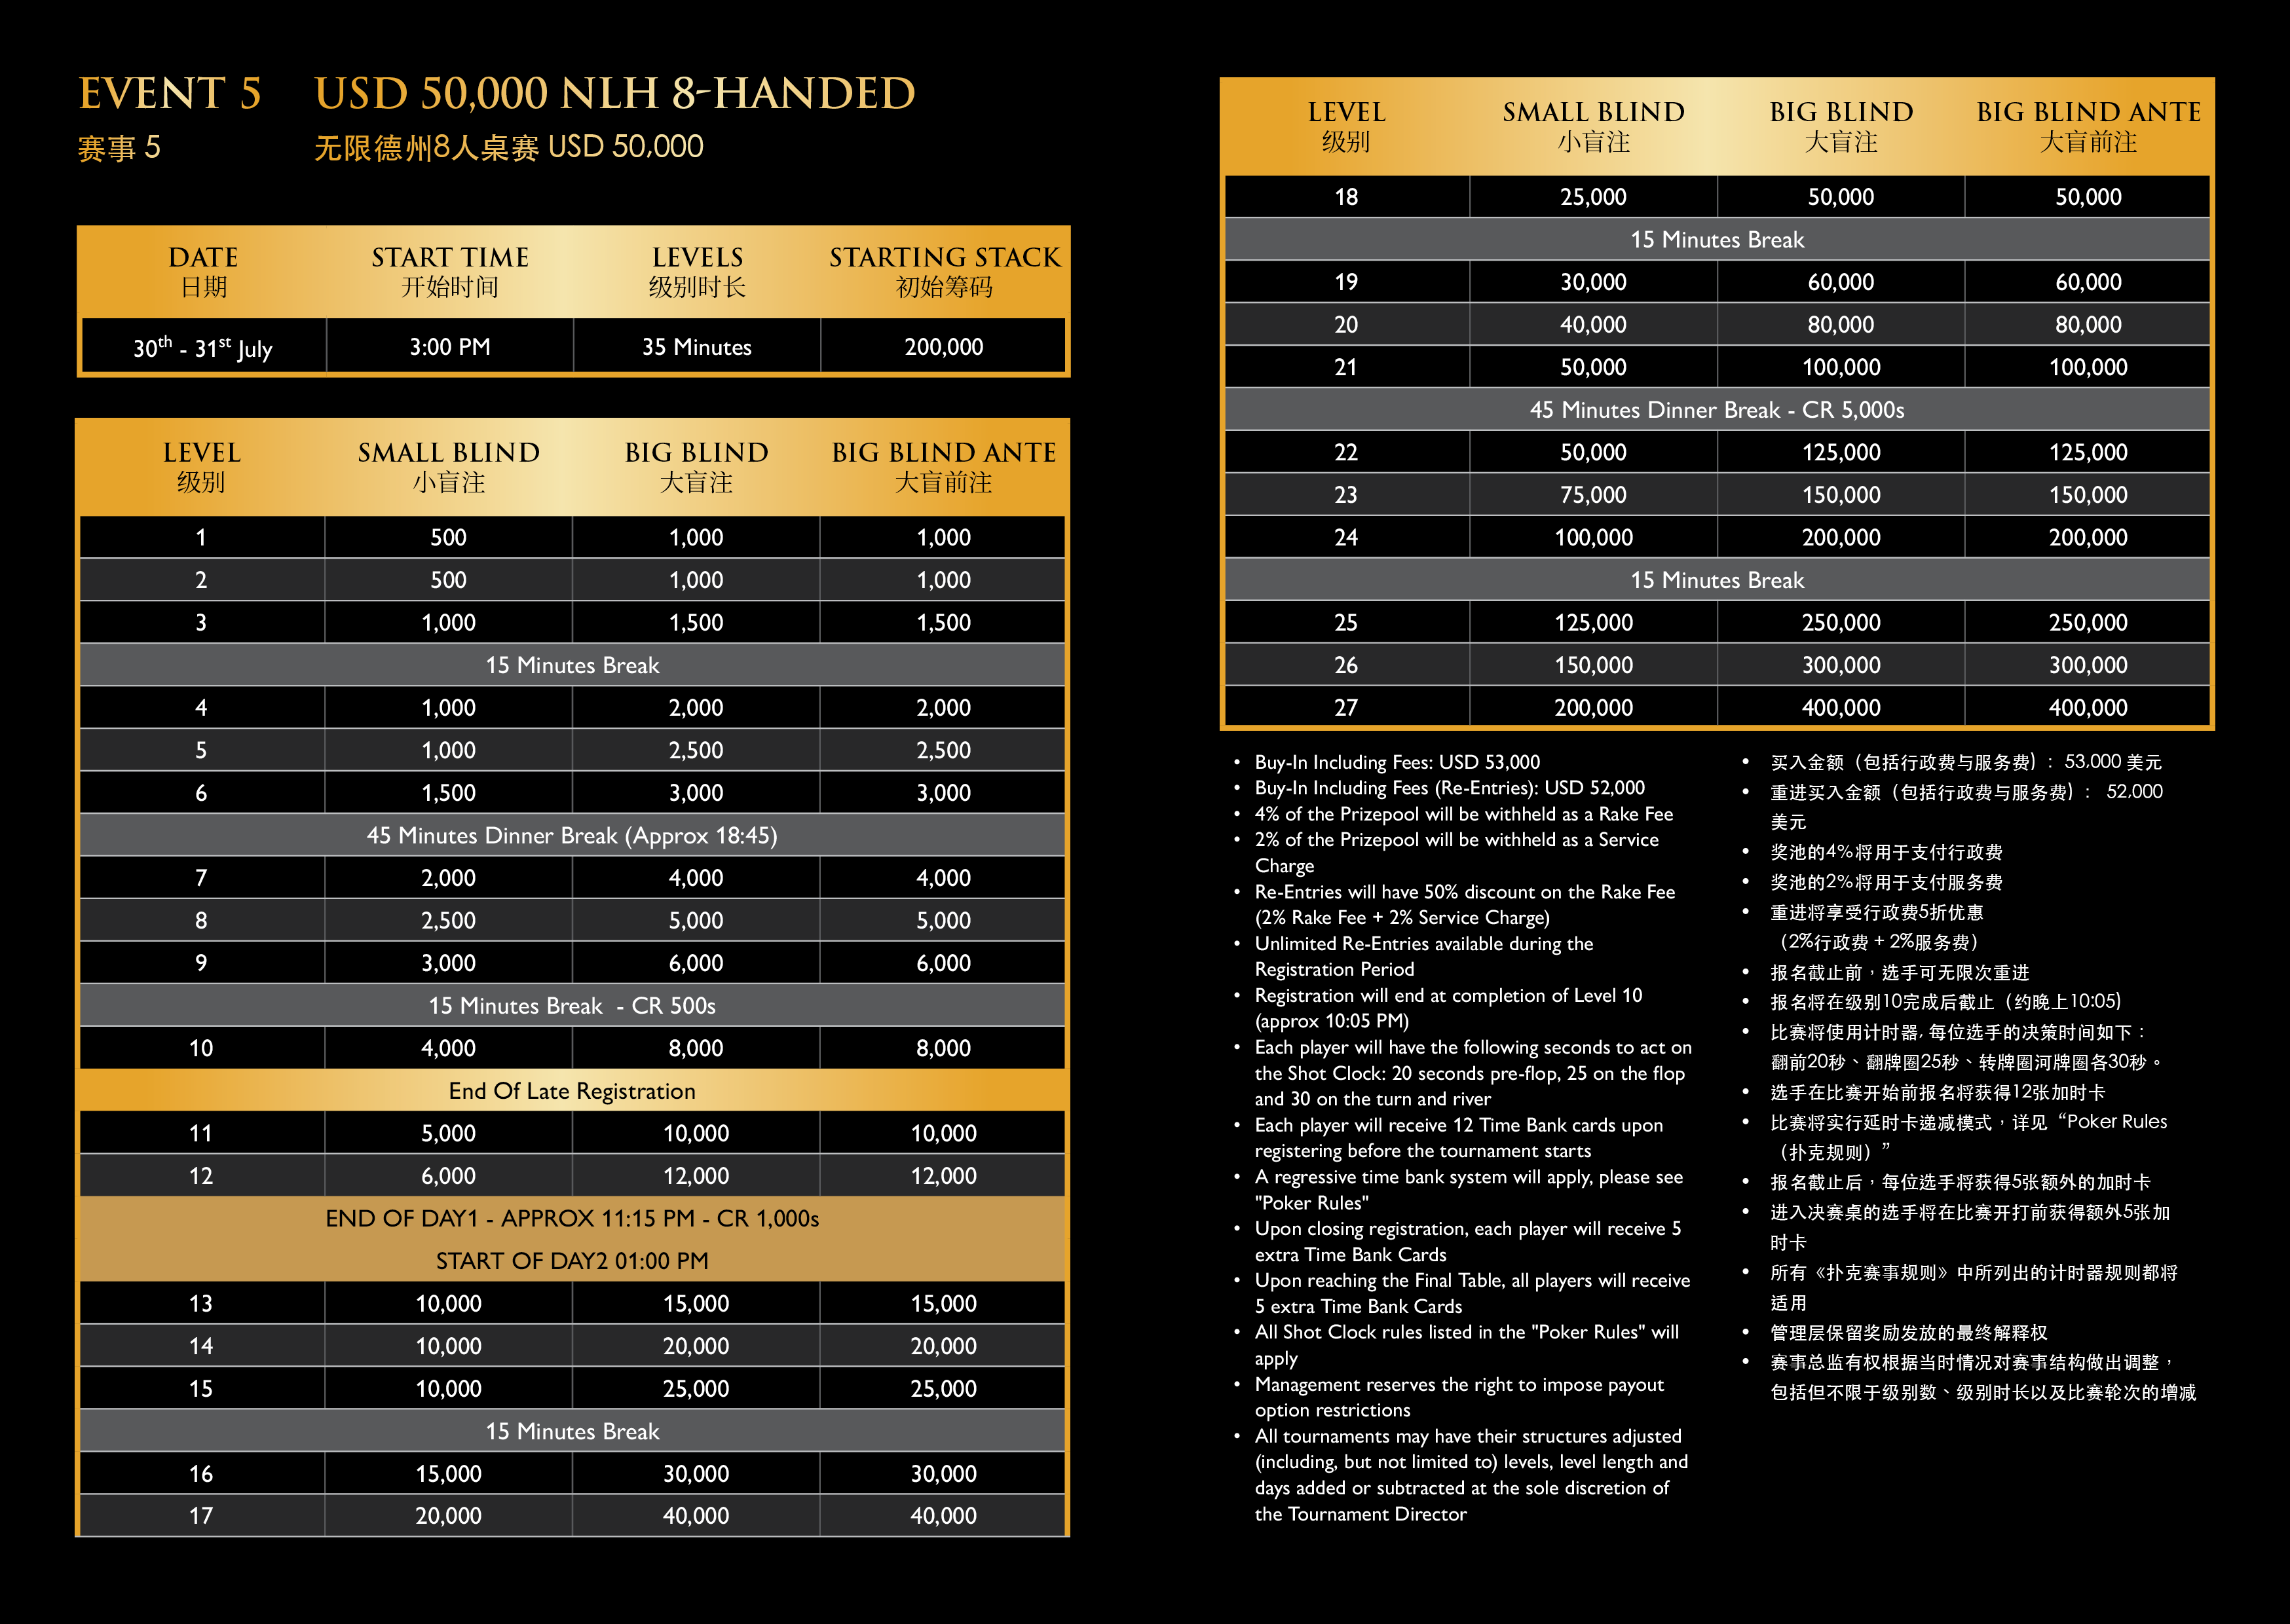 EVENT 5 USD 50,000 NLH 8-HANDED
赛事 5 无限德州8人桌赛 USD 50,000
DATE START TIME LEVELS STARTING STACK
日期 开始时间 级别时长 初始筹码
30th - 31st July 3:00 PM 35 Minutes 200,000
LEVEL SMALL BLIND BIG BLIND BIG BLIND ANTE
级别 小盲注 大盲注 大盲前注
1 500 1,000 1,000
2 500 1,000 1,000
3 1,000 1,500 1,500
15 Minutes Break
4 1,000 2,000 2,000
5 1,000 2,500 2,500
6 1,500 3,000 3,000
45 Minutes Dinner Break (Approx 18:45)
7 2,000 4,000 4,000
8 2,500 5,000 5,000
9 3,000 6,000 6,000
15 Minutes Break - CR 500s
10 4,000 8,000 8,000
End Of Late Registration
11 5,000 10,000 10,000
12 6,000 12,000 12,000
END OF DAY1 - APPROX 11:15 PM - CR 1,000s
START OF DAY2 01:00 PM
13 10,000 15,000 15,000
14 10,000 20,000 20,000
15 10,000 25,000 25,000
15 Minutes Break
16 15,000 30,000 30,000
17 20,000 40,000 40,000
LEVEL SMALL BLIND BIG BLIND BIG BLIND ANTE
级别 小盲注 大盲注 大盲前注
18 25,000 50,000 50,000
15 Minutes Break
19 30,000 60,000 60,000
20 40,000 80,000 80,000
21 50,000 100,000 100,000
45 Minutes Dinner Break - CR 5,000s
22 50,000 125,000 125,000
23 75,000 150,000 150,000
24 100,000 200,000 200,000
15 Minutes Break
25 125,000 250,000 250,000
26 150,000 300,000 300,000
27 200,000 400,000 400,000
• Buy-In Including Fees: USD 53,000
• Buy-In Including Fees (Re-Entries): USD 52,000
• 4% of the Prizepool will be withheld as a Rake Fee
• 2% of the Prizepool will be withheld as a Service
Charge
• Re-Entries will have 50% discount on the Rake Fee
(2% Rake Fee + 2% Service Charge)
• Unlimited Re-Entries available during the
Registration Period
• Registration will end at completion of Level 10
(approx 10:05 PM)
• Each player will have the following seconds to act on
the Shot Clock: 20 seconds pre-flop, 25 on the flop
and 30 on the turn and river
• Each player will receive 12 Time Bank cards upon
registering before the tournament starts
• A regressive time bank system will apply, please see
"Poker Rules"
• Upon closing registration, each player will receive 5
extra Time Bank Cards
• Upon reaching the Final Table, all players will receive
5 extra Time Bank Cards
• All Shot Clock rules listed in the "Poker Rules" will
apply
• Management reserves the right to impose payout
option restrictions
• All tournaments may have their structures adjusted
(including, but not limited to) levels, level length and
days added or subtracted at the sole discretion of
the Tournament Director
• 买入金额（包括行政费与服务费）: 53,000 美元
• 重进买入金额（包括行政费与服务费）: 52,000
美元
• 奖池的4%将用于支付行政费
• 奖池的2%将用于支付服务费
• 重进将享受行政费5折优惠
（2%行政费 + 2%服务费）
• 报名截止前，选手可无限次重进
• 报名将在级别10完成后截止（约晚上10:05）
• 比赛将使用计时器, 每位选手的决策时间如下：
翻前20秒、翻牌圈25秒、转牌圈河牌圈各30秒。
• 选手在比赛开始前报名将获得12张加时卡
• 比赛将实行延时卡递减模式，详见“Poker Rules
（扑克规则）”
• 报名截止后，每位选手将获得5张额外的加时卡
• 进入决赛桌的选手将在比赛开打前获得额外5张加
时卡
• 所有《扑克赛事规则》中所列出的计时器规则都将
适用
• 管理层保留奖励发放的最终解释权
• 赛事总监有权根据当时情况对赛事结构做出调整，
包括但不限于级别数、级别时长以及比赛轮次的增减